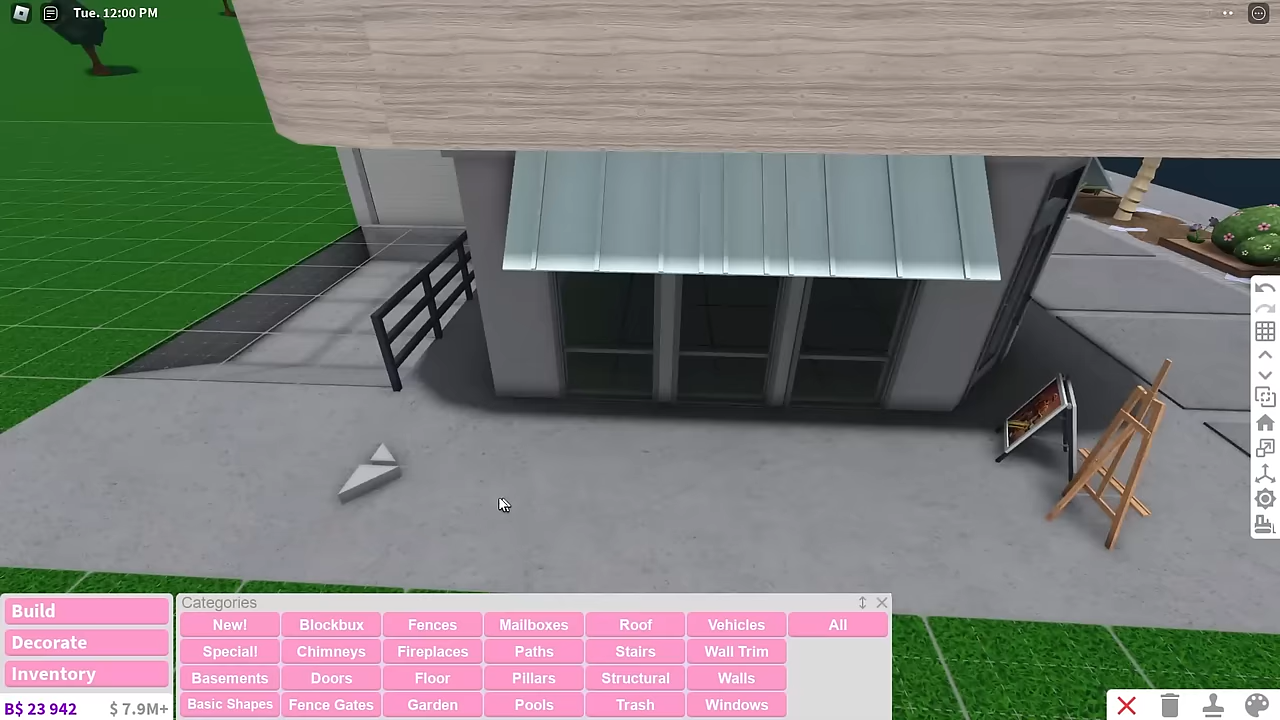 Tue. 12:00 PM
Build
Decorate
Inventory
B$ 23 942 $ 7.9M+
Categories
New! Blockbux Fences Mailboxes Roof Vehicles All
Special! Chimneys Fireplaces Paths Stairs Wall Trim
Basements Doors Floor Pillars Structural Walls
Basic Shapes Fence Gates Garden Pools Trash Windows